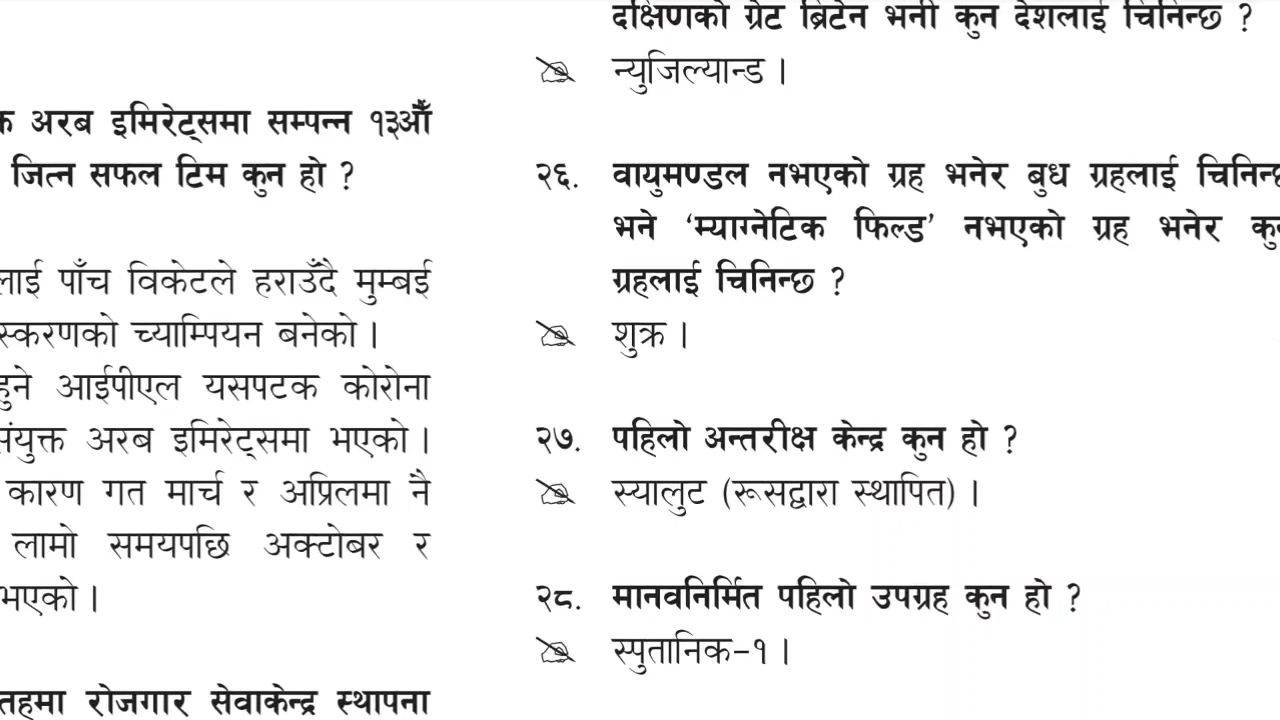 अरब इमिरेट्समा सम्पन्न १३औँ
जित्न सफल टिम कुन हो ?
लाई पाँच विकेटले हराउँदै मुम्बई
स्करणको च्याम्पियन बनेको ।
हुने आईपीएल यसपटक कोरोना
संयुक्त अरब इमिरेट्समा भएको ।
कारण गत मार्च र अप्रिलमा नै
लामो समयपछि अक्टोबर र
भएको ।
तहमा रोजगार सेवाकेन्द्र स्थापना
दक्षिणको ग्रेट ब्रिटेन भनी कुन देशलाई चिनिन्छ ?
न्युजिल्यान्ड ।
२६. वायुमण्डल नभएको ग्रह भनेर बुध ग्रहलाई चिनिन्छ
भने ‘म्याग्नेटिक फिल्ड’ नभएको ग्रह भनेर कुन
ग्रहलाई चिनिन्छ ?
शुक्र ।
२७. पहिलो अन्तरीक्ष केन्द्र कुन हो ?
स्यालुट (रूसद्वारा स्थापित) ।
२८. मानवनिर्मित पहिलो उपग्रह कुन हो ?
स्पुतानिक–१ ।